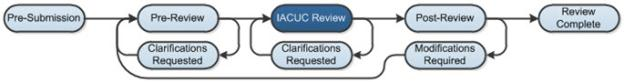 Pre-Submission
Pre-Review
IACUC Review
Post-Review
Review
Complete
Clarifications
Requested
Clarifications
Requested
Modifications
Required